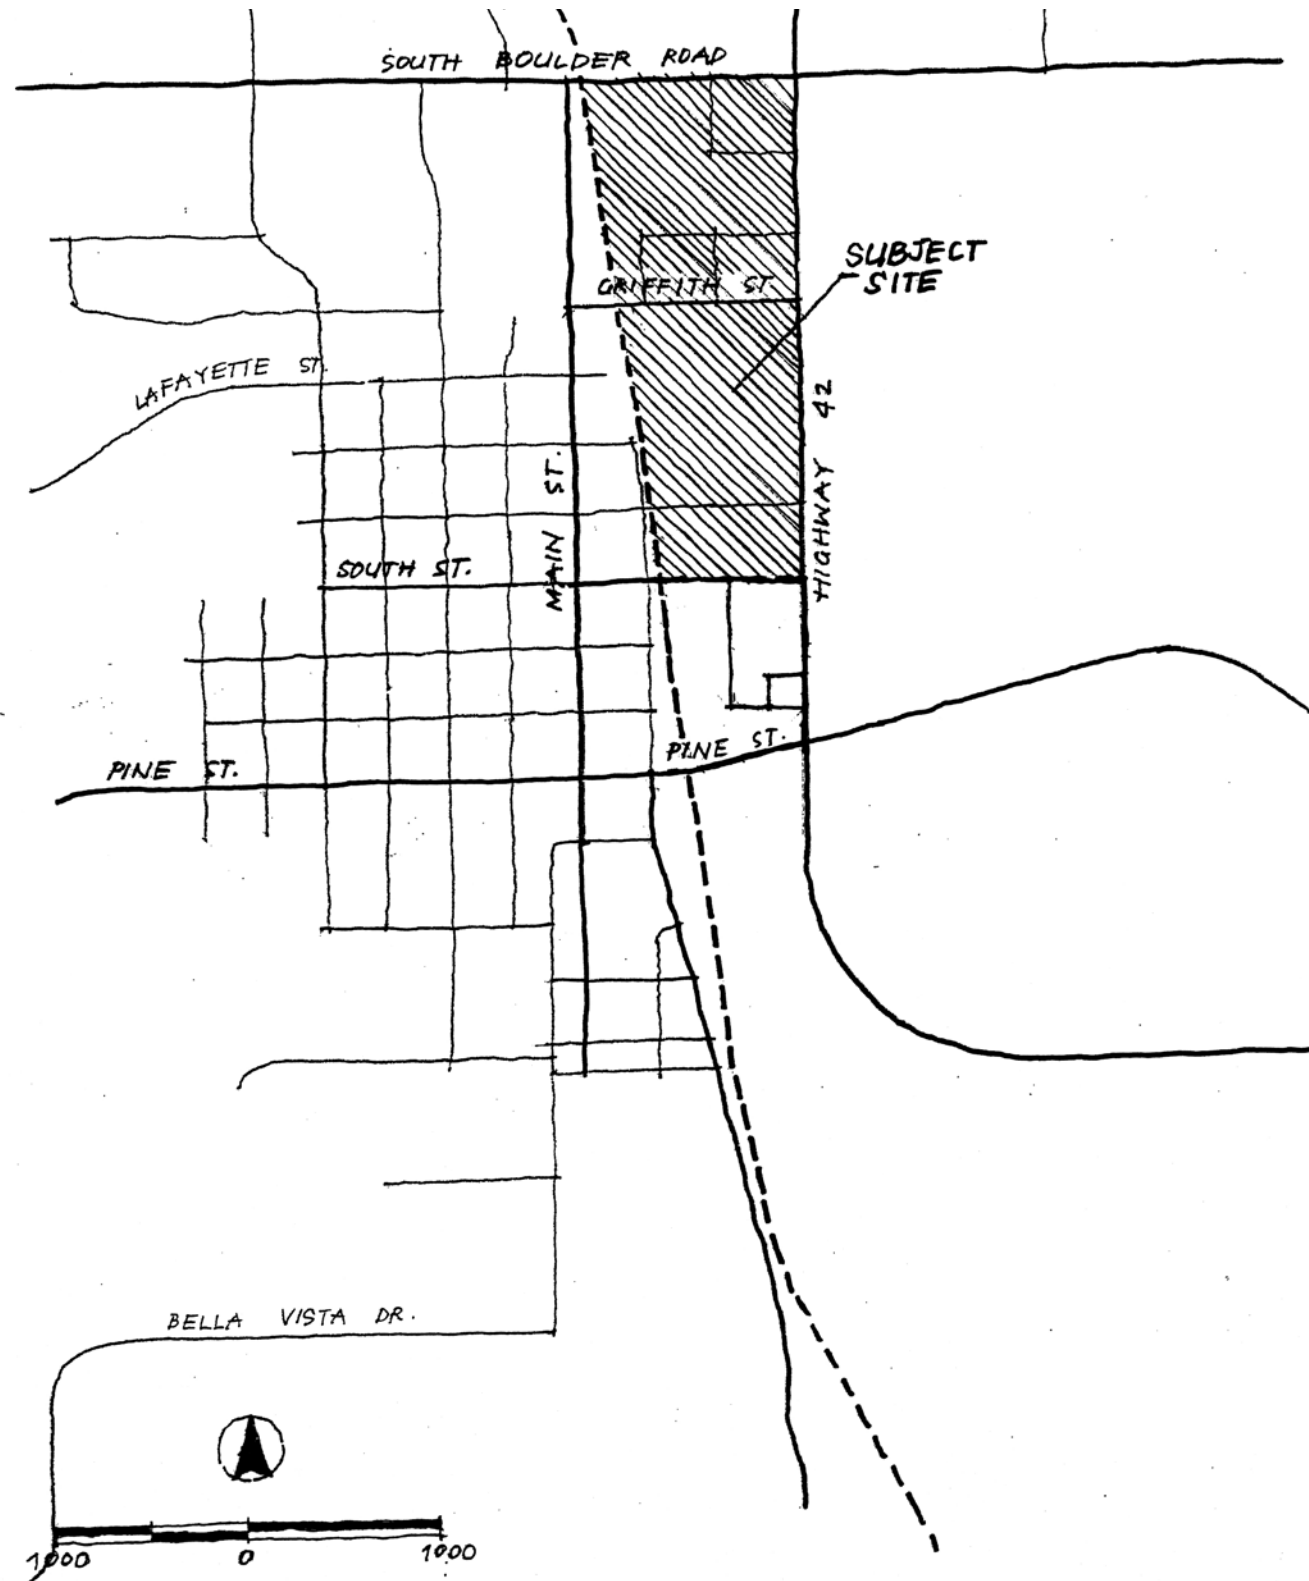 SOUTH BOULDER ROAD
SUBJECT
SITE
GRIFFITH ST.
LAFAYETTE ST.
HIGHWAY 42
MAIN ST.
SOUTH ST.
PINE ST.
PINE ST.
BELLA VISTA DR.
1000 0 1000